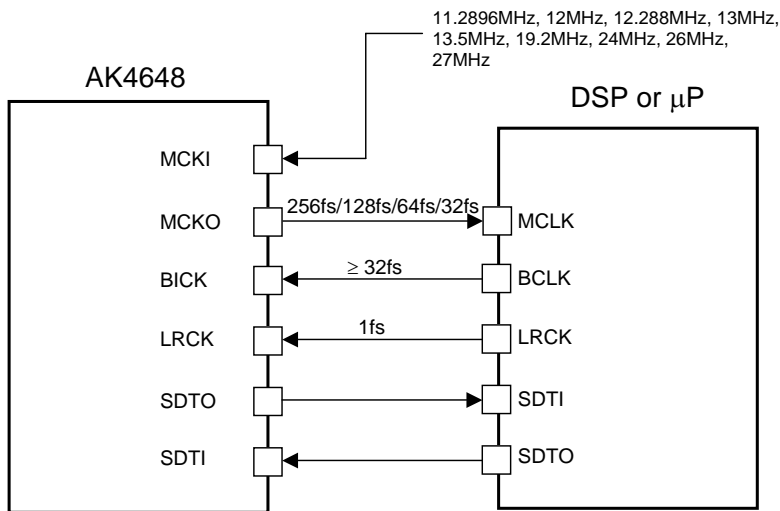 11.2896MHz, 12MHz, 12.288MHz, 13MHz,
13.5MHz, 19.2MHz, 24MHz, 26MHz,
27MHz
AK4648
DSP or μP
MCKI
MCKO
256fs/128fs/64fs/32fs
MCLK
BICK
≥ 32fs
BCLK
LRCK
1fs
LRCK
SDTO
SDTI
SDTI
SDTO